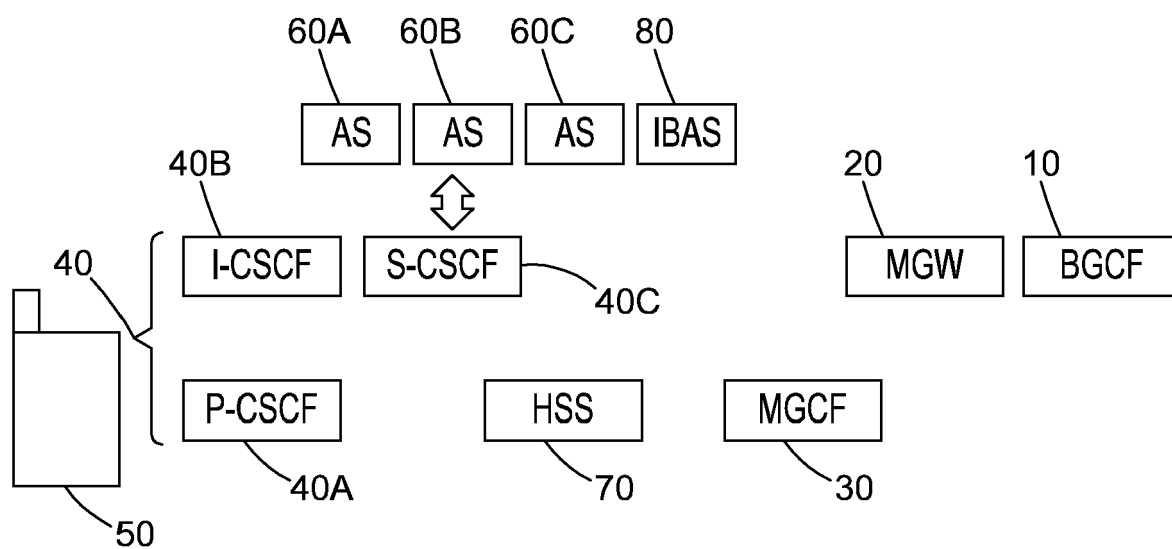 60A 60B 60C 80
AS AS AS IBAS
40B 20 10
40 I-CSCF S-CSCF MGW BGCF
40C
P-CSCF HSS MGCF
50 40A 70 30